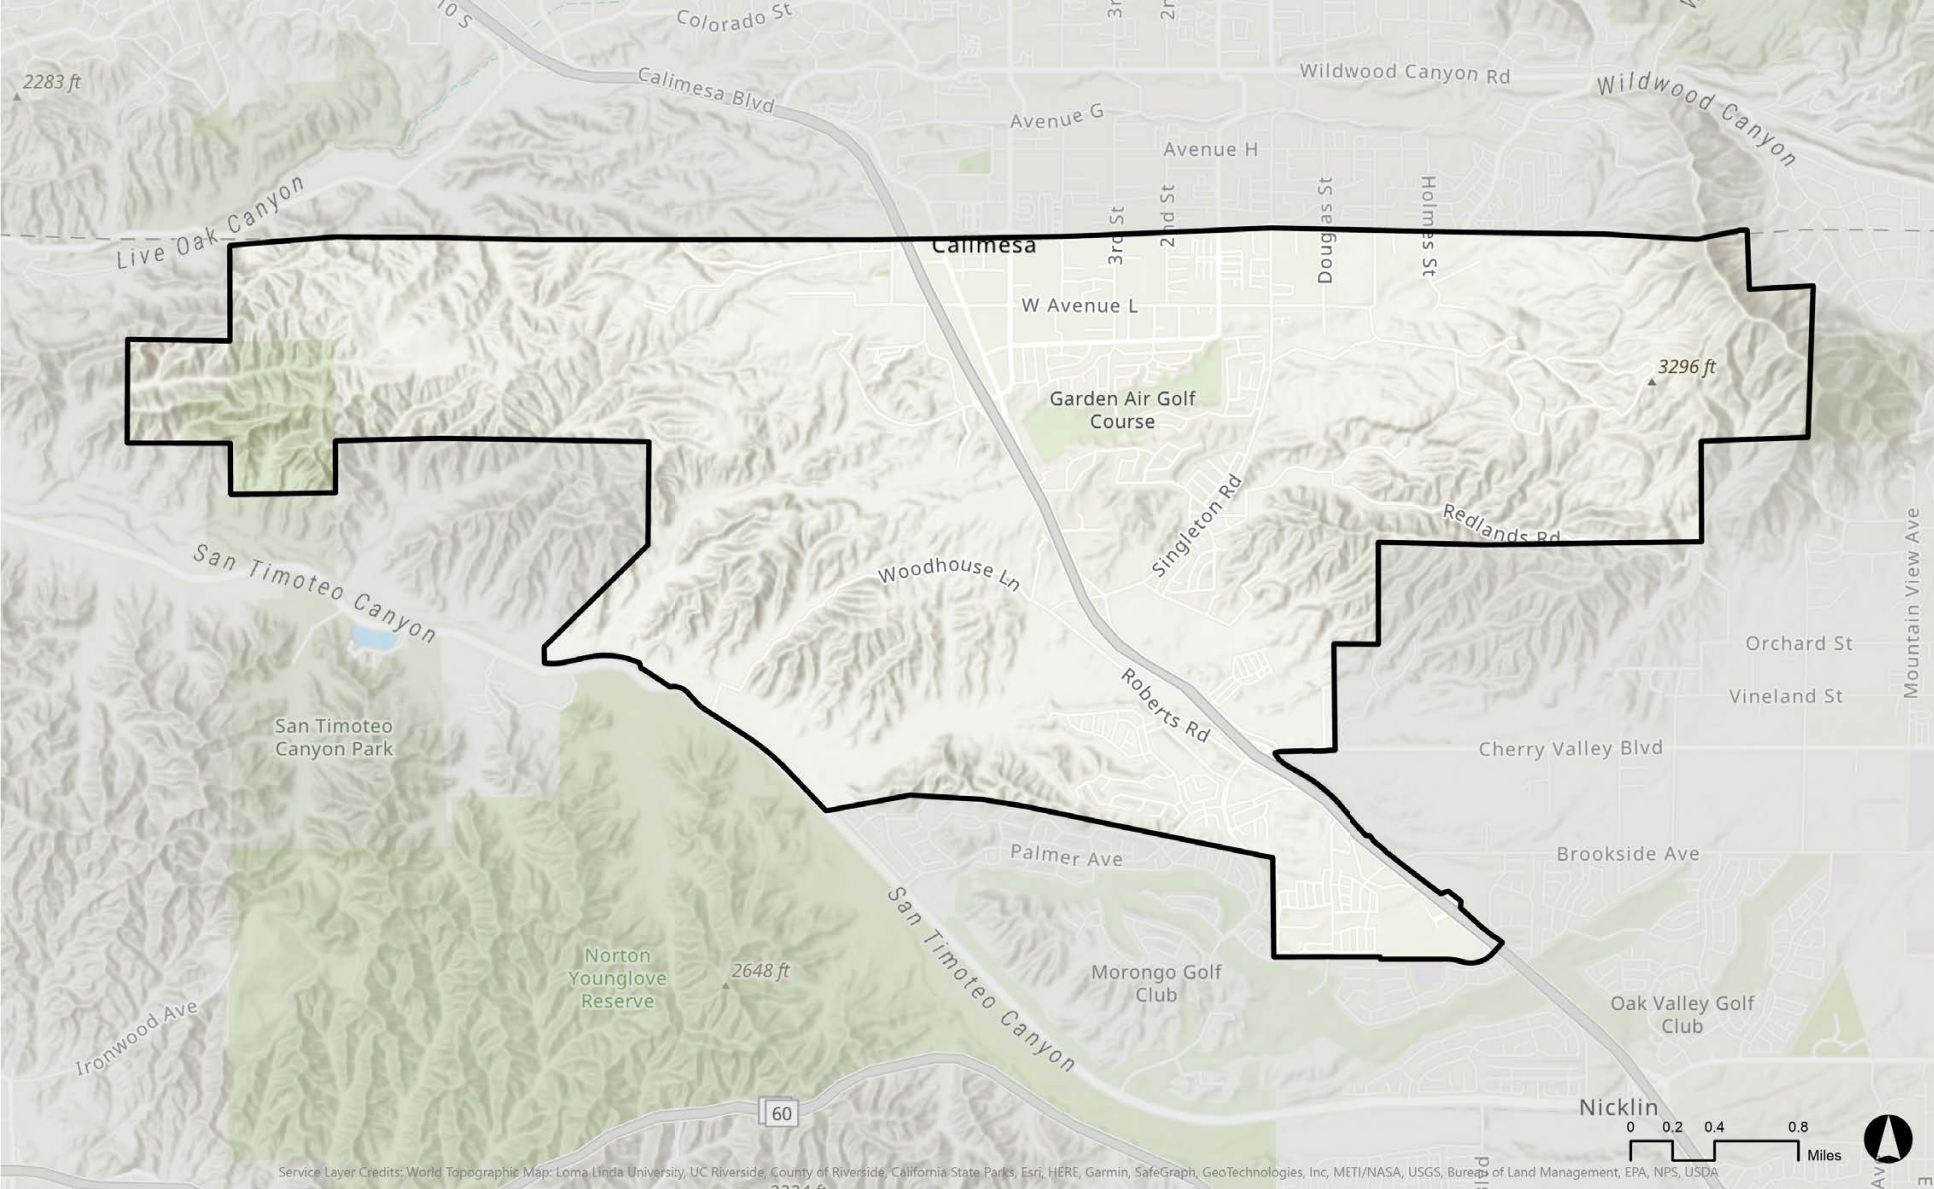 10 S
Colorado St
3r
2n
2283 ft
Calimesa Blvd
Wildwood Canyon Rd
Wildwood Canyon
Avenue G
Avenue H
Live Oak Canyon
3rd St
2nd St
Douglas St
Holmes St
Calimesa
W Avenue L
3296 ft
Garden Air Golf
Course
Singleton Rd
Redlands Rd
San Timoteo Canyon
Woodhouse Ln
Mountain View Ave
Orchard St
Roberts Rd
Vineland St
San Timoteo
Canyon Park
Cherry Valley Blvd
Palmer Ave
Brookside Ave
San Timoteo Canyon
Norton
Younglove
Reserve
2648 ft
Morongo Golf
Club
Oak Valley Golf
Club
Ironwood Ave
60
Nicklin
0 0.2 0.4 0.8
Miles
Service Layer Credits: World Topographic Map: Loma Linda University, UC Riverside, County of Riverside, California State Parks, Esri, HERE, Garmin, SafeGraph, GeoTechnologies, Inc, METI/NASA, USGS, Bureau of Land Management, EPA, NPS, USDA